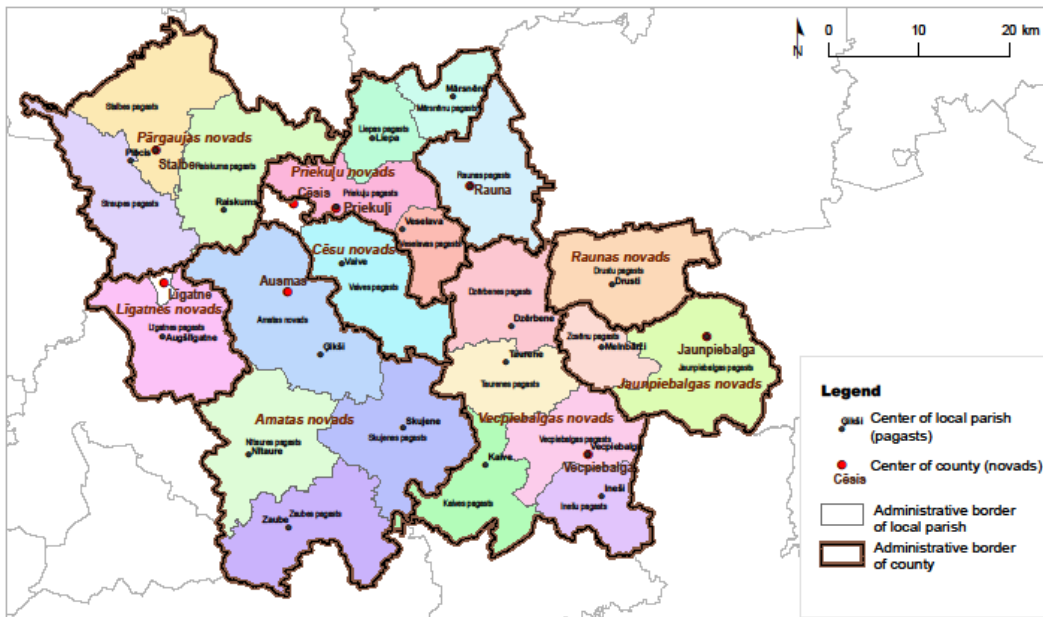 0 10 20 km
N
Stalbes pagasts
Pārgaujas novads
Plācis
Stalbe
Raiskuma pagasts
Straupes pagasts
Raiskums
Mārsnēni
Mārsnēnu pagasts
Liepas pagasts
Liepa
Priekuļu novads
Priekuļu pagasts
Cēsis
Priekuļi
Raunas pagasts
Rauna
Veselava
Veselavas pagasts
Cēsu novads
Vaive
Vaives pagasts
Raunas novads
Drustu pagasts
Drusti
Ausmas
Amatas novads
Ģikši
Līgatne
Līgatnes novads
Līgatnes pagasts
Augšlīgatne
Dzērbenes pagasts
Dzērbene
Zosēnu pagasts
Melnbārži
Jaunpiebalga
Jaunpiebalgas pagasts
Jaunpiebalgas novads
Taurene
Taurenes pagasts
Amatas novads
Skujene
Skujenes pagasts
Nītaures pagasts
Nītaure
Vecpiebalgas novads
Vecpiebalgas pagasts
Vecpiebalga
Vecpiebalga
Kaive
Kaives pagasts
Ineši
Inešu pagasts
Zaube
Zaubes pagasts
Legend
Ģikši
Center of local parish
(pagasts)
Center of county (novads)
Cēsis
Administrative border
of local parish
Administrative border
of county